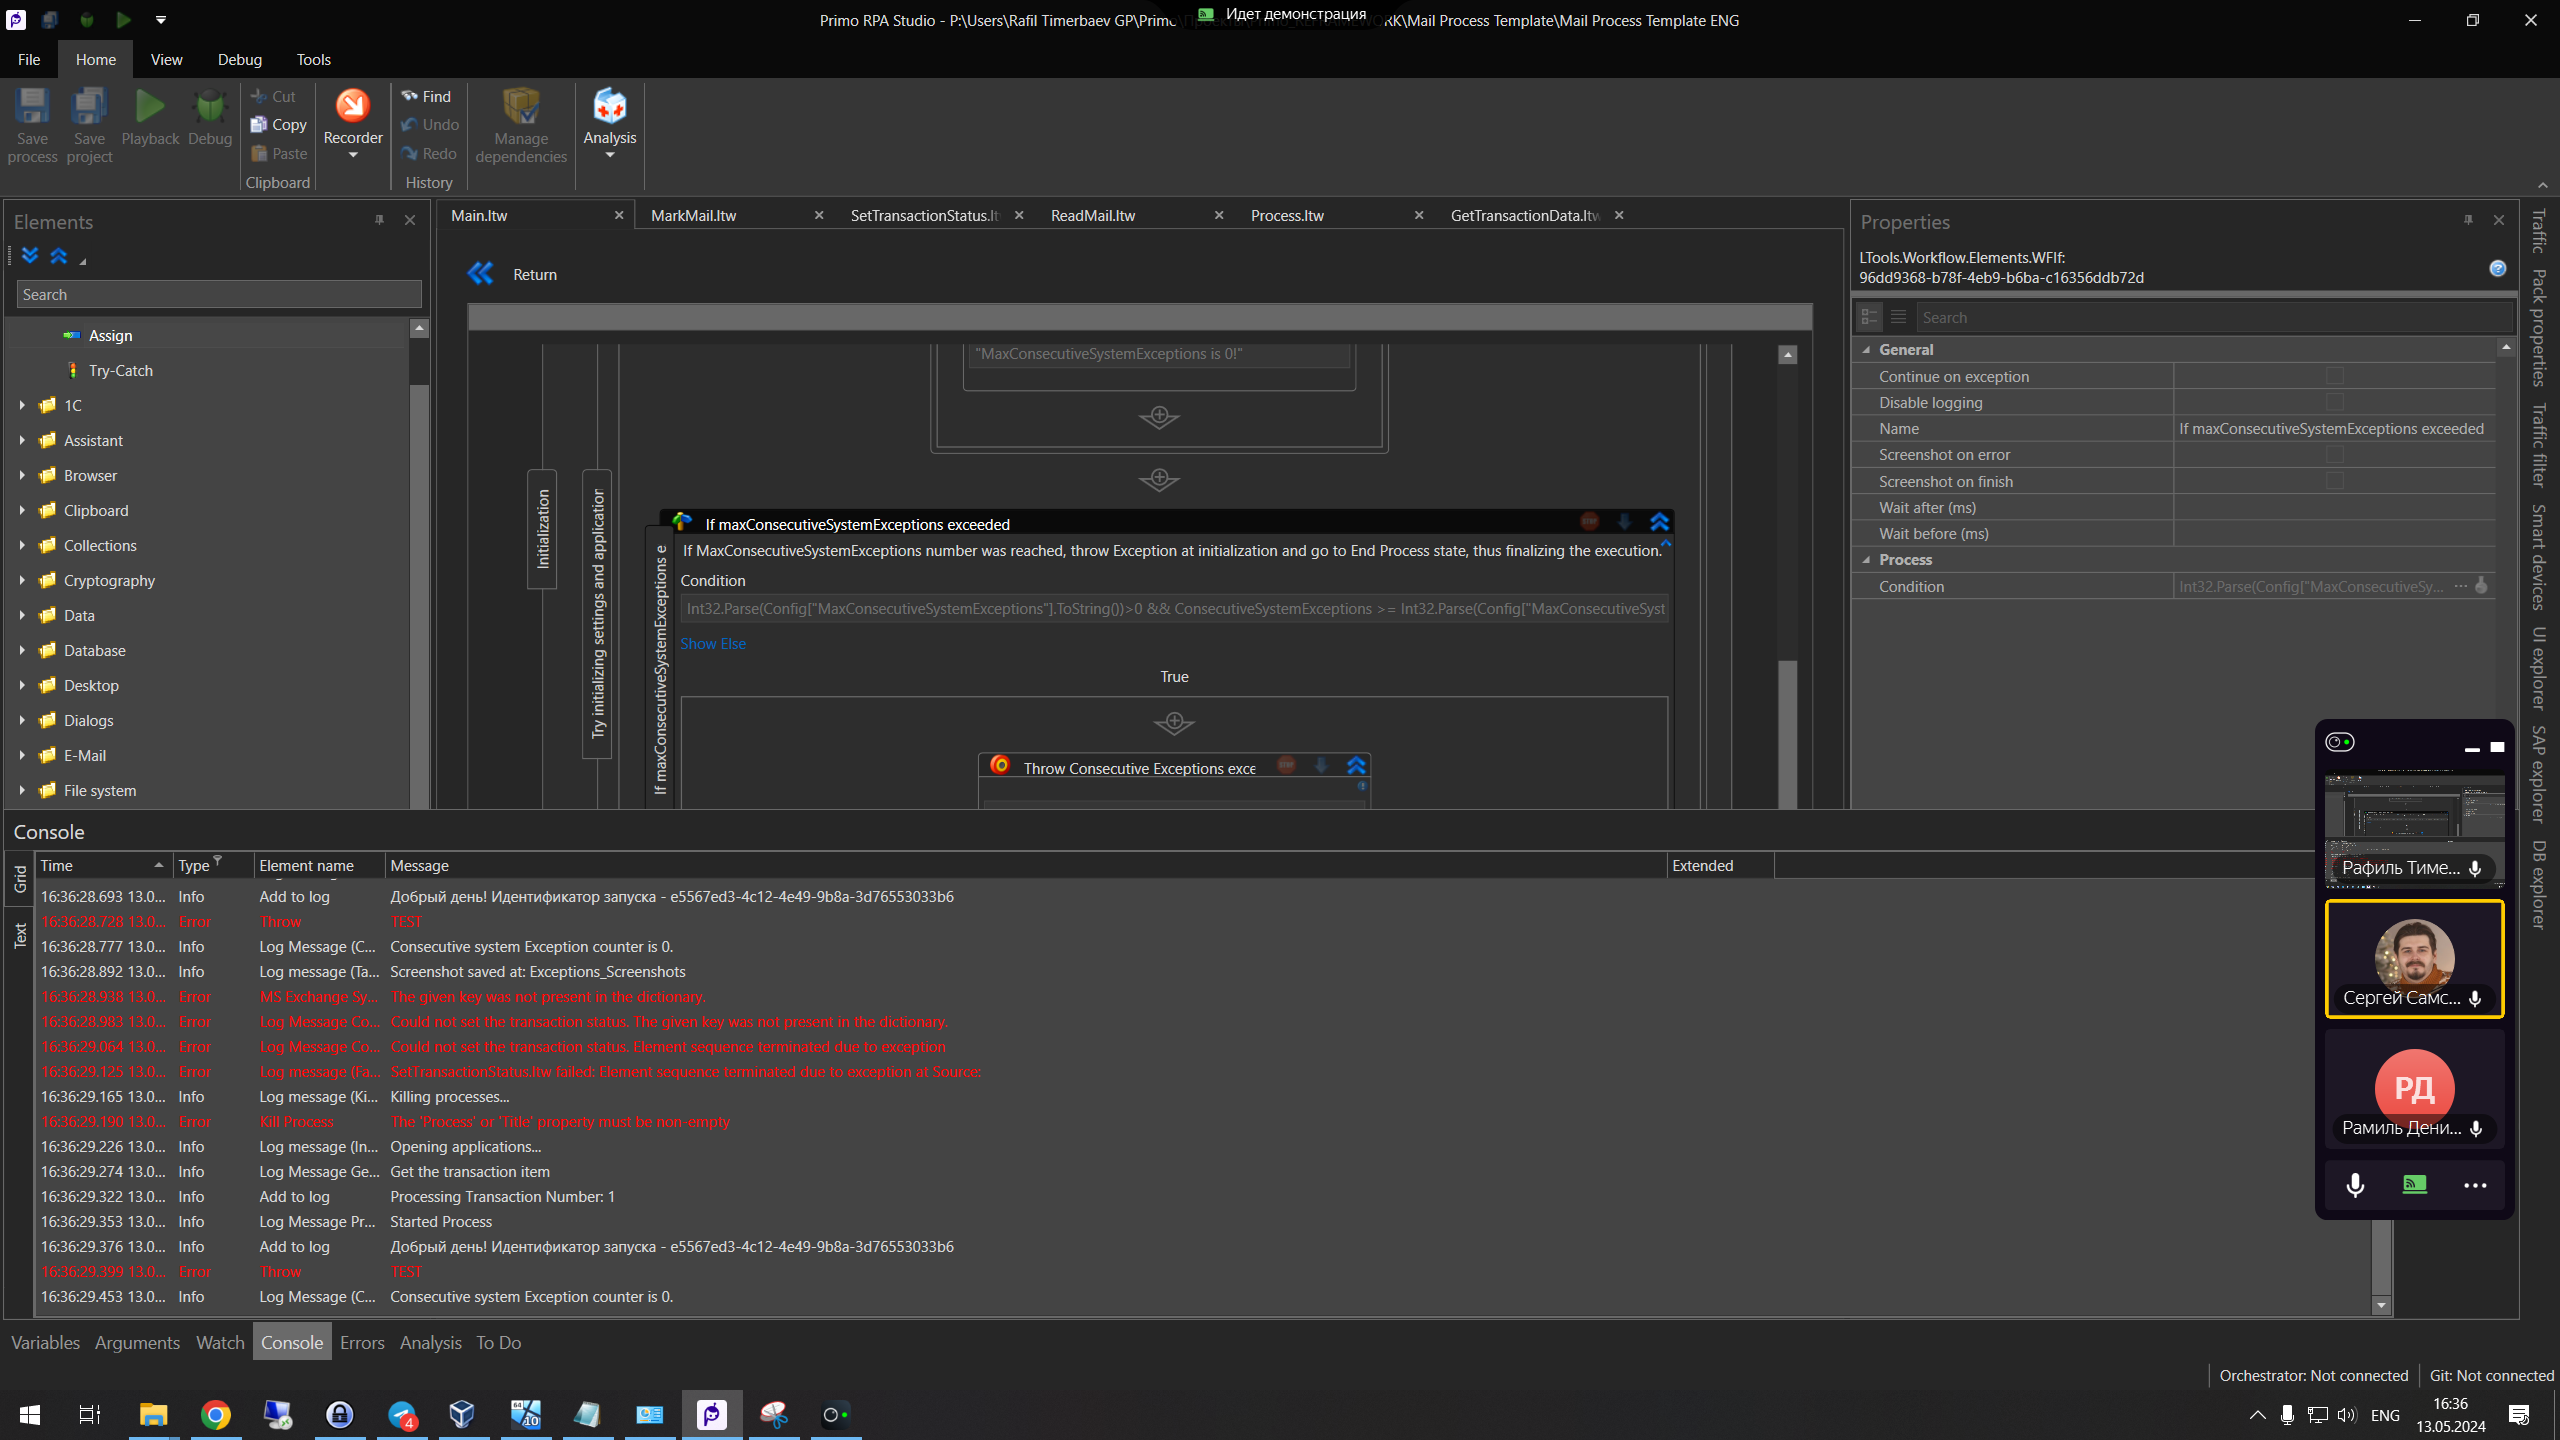 Primo RPA Studio - P:\Users\Rafil Timerbaev GP\Primo
Идет демонстрация
RK\Mail Process Template\Mail Process Template ENG
File
Home
View
Debug
Tools
Save process
Save project
Playback
Debug
Cut
Copy
Paste
Clipboard
Recorder
Find
Undo
Redo
History
Manage dependencies
Analysis
Elements
Search
Assign
Try-Catch
1C
Assistant
Browser
Clipboard
Collections
Cryptography
Data
Database
Desktop
Dialogs
E-Mail
File system
Main.ltw
MarkMail.ltw
SetTransactionStatus.lt
ReadMail.ltw
Process.ltw
GetTransactionData.ltw
Return
"MaxConsecutiveSystemExceptions is 0!"
Initialization
Try initializing settings and application
If maxConsecutiveSystemExceptions e
If maxConsecutiveSystemExceptions exceeded
If MaxConsecutiveSystemExceptions number was reached, throw Exception at initialization and go to End Process state, thus finalizing the execution.
Condition
Int32.Parse(Config["MaxConsecutiveSystemExceptions"].ToString())>0 && ConsecutiveSystemExceptions >= Int32.Parse(Config["MaxConsecutiveSyst
Show Else
True
Throw Consecutive Exceptions exce
Properties
LTools.Workflow.Elements.WFIf:
96dd9368-b78f-4eb9-b6ba-c16356ddb72d
Search
General
Continue on exception
Disable logging
Name If maxConsecutiveSystemExceptions exceeded
Screenshot on error
Screenshot on finish
Wait after (ms)
Wait before (ms)
Process
Condition Int32.Parse(Config["MaxConsecutiveSy... ...
Traffic
Pack properties
Traffic filter
Smart devices
UI explorer
SAP explorer
DB explorer
Рафиль Тиме...
Сергей Самс...
РД
Рамиль Дени...
Console
Grid
Text
Time Type Element name Message Extended
16:36:28.693 13.0... Info Add to log Добрый день! Идентификатор запуска - e5567ed3-4c12-4e49-9b8a-3d76553033b6
16:36:28.728 13.0... Error Throw TEST
16:36:28.777 13.0... Info Log Message (C... Consecutive system Exception counter is 0.
16:36:28.892 13.0... Info Log message (Ta... Screenshot saved at: Exceptions_Screenshots
16:36:28.938 13.0... Error MS Exchange Sy... The given key was not present in the dictionary.
16:36:28.983 13.0... Error Log Message Co... Could not set the transaction status. The given key was not present in the dictionary.
16:36:29.064 13.0... Error Log Message Co... Could not set the transaction status. Element sequence terminated due to exception
16:36:29.125 13.0... Error Log message (Fa... SetTransactionStatus.ltw failed: Element sequence terminated due to exception at Source:
16:36:29.165 13.0... Info Log message (Ki... Killing processes...
16:36:29.190 13.0... Error Kill Process The 'Process' or 'Title' property must be non-empty
16:36:29.226 13.0... Info Log message (In... Opening applications...
16:36:29.274 13.0... Info Log Message Ge... Get the transaction item
16:36:29.322 13.0... Info Add to log Processing Transaction Number: 1
16:36:29.353 13.0... Info Log Message Pr... Started Process
16:36:29.376 13.0... Info Add to log Добрый день! Идентификатор запуска - e5567ed3-4c12-4e49-9b8a-3d76553033b6
16:36:29.399 13.0... Error Throw TEST
16:36:29.453 13.0... Info Log Message (C... Consecutive system Exception counter is 0.
Variables
Arguments
Watch
Console
Errors
Analysis
To Do
Orchestrator: Not connected
Git: Not connected
4
64
10
ENG
16:36
13.05.2024